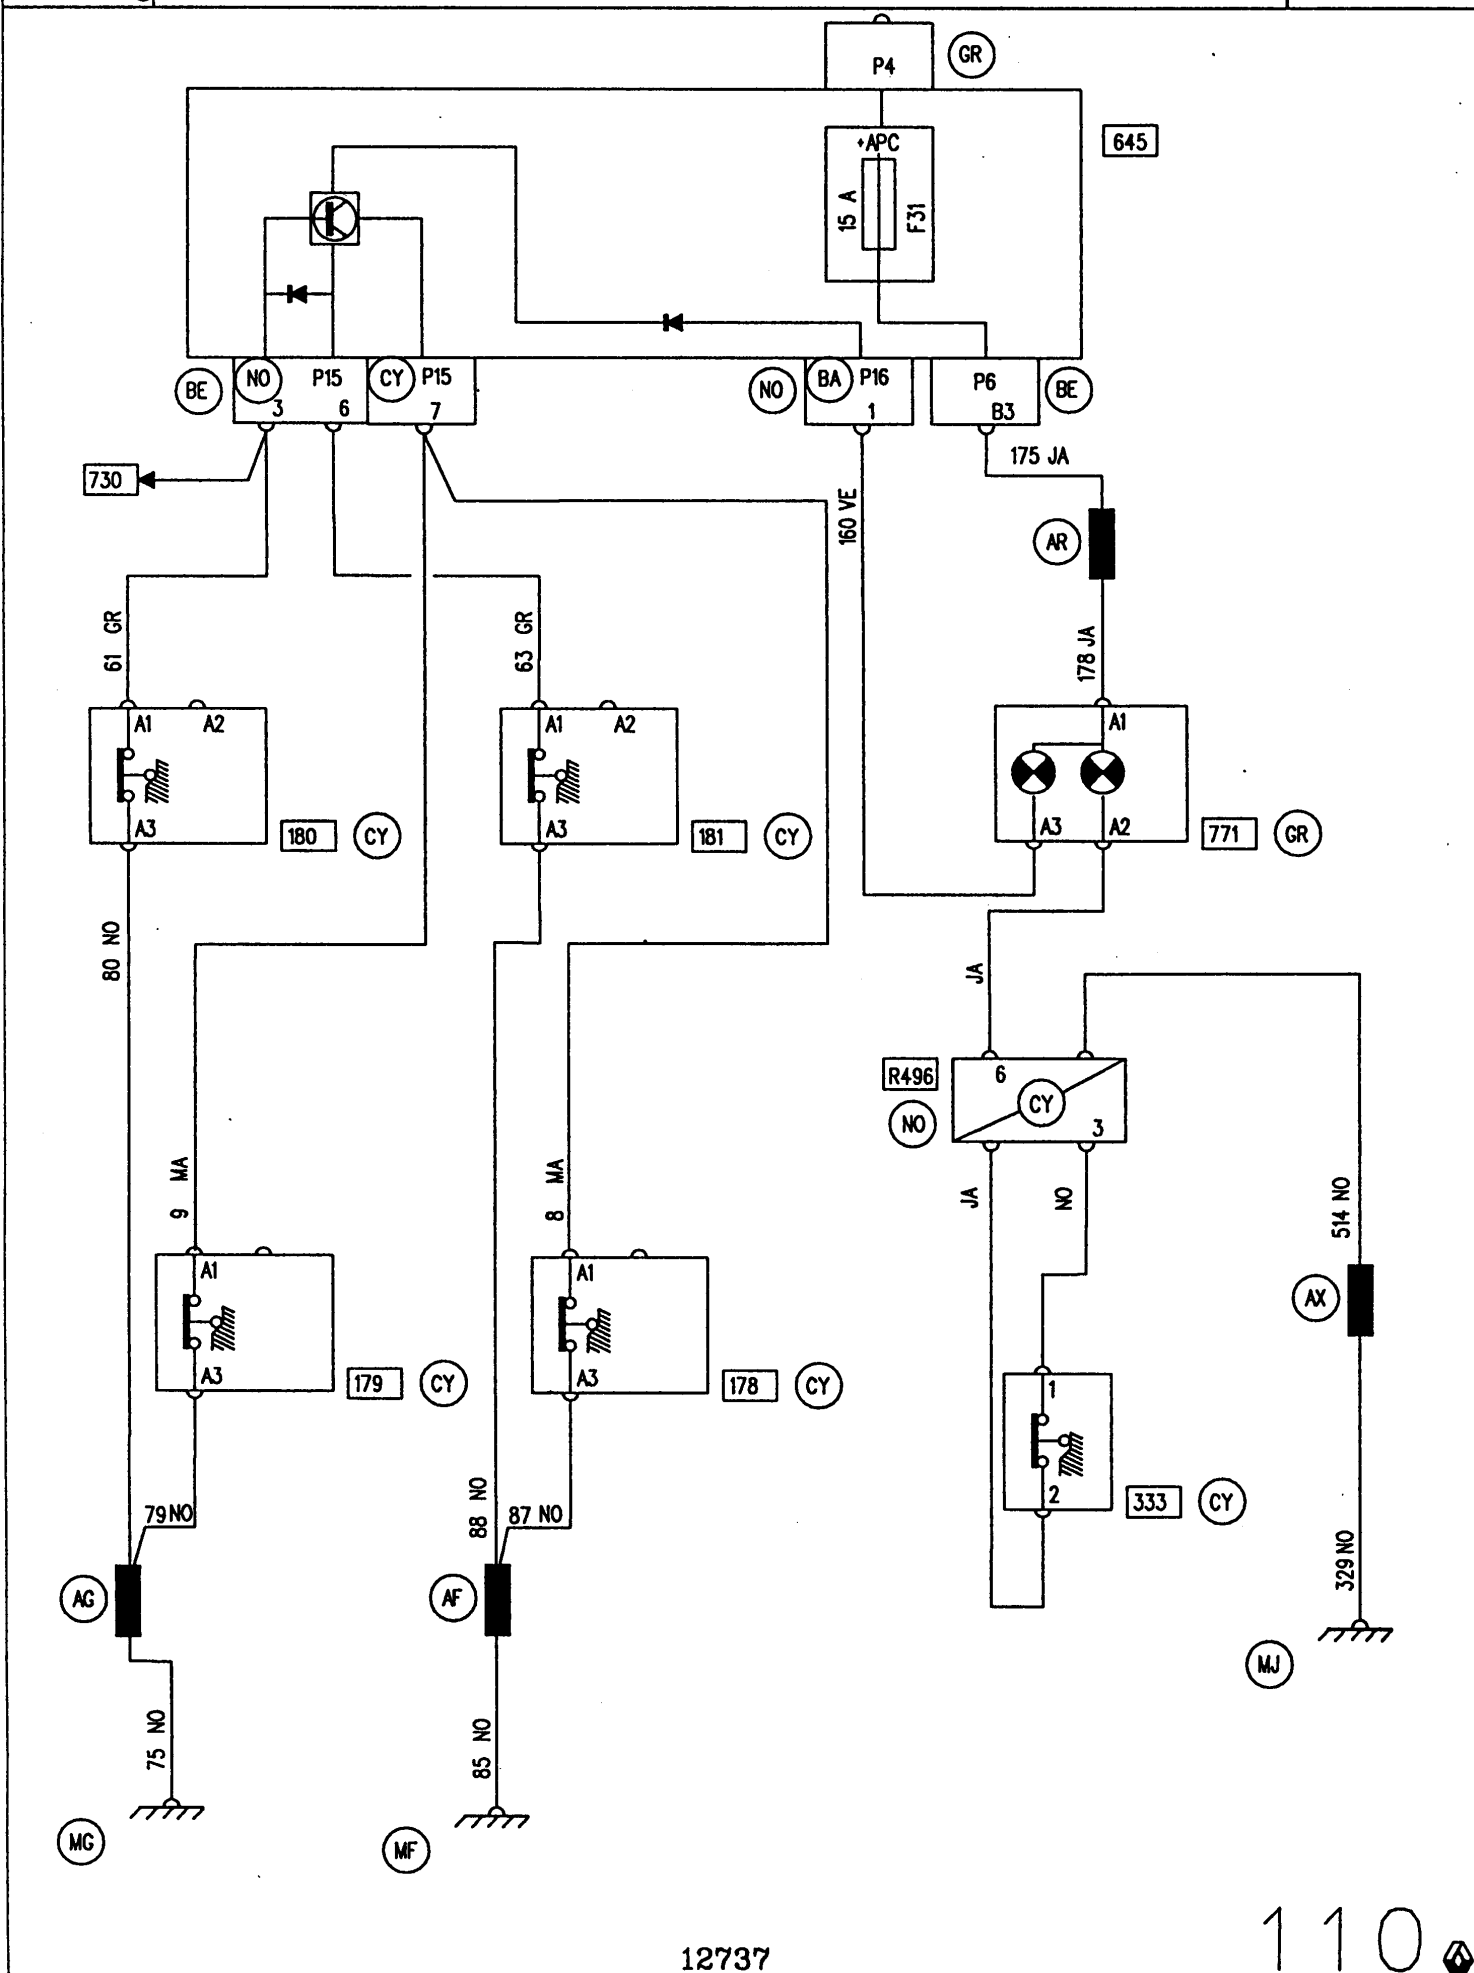 P4
GR
645
+APC
15 A
F31
BE
NO
P15
CY
P15
3
6
7
NO
BA
P16
1
P6
B3
BE
730
175 JA
160 VE
AR
61 GR
63 GR
178 JA
A1
A2
A3
180
CY
A1
A2
A3
181
CY
A1
A3
A2
771
GR
80 NO
JA
R496
NO
6
CY
3
9 MA
8 MA
JA
NO
514 NO
A1
A3
179
CY
A1
A3
178
CY
AX
1
2
333
CY
79 NO
88 NO
87 NO
329 NO
AG
AF
MJ
75 NO
85 NO
MG
MF
12737
110